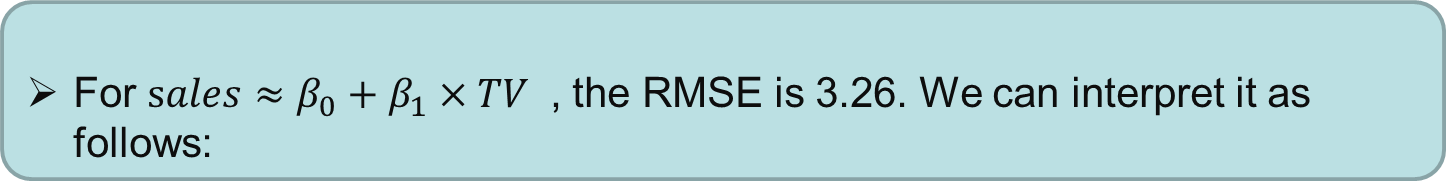 ➢ For sales ≈ β₀ + β₁ × TV , the RMSE is 3.26. We can interpret it as
follows: